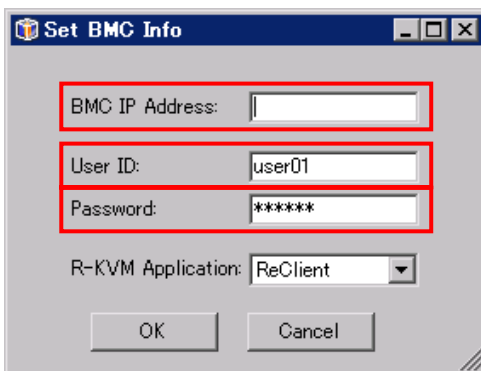 Set BMC Info
BMC IP Address:
User ID: user01
Password: ******
R-KVM Application: ReClient
OK Cancel